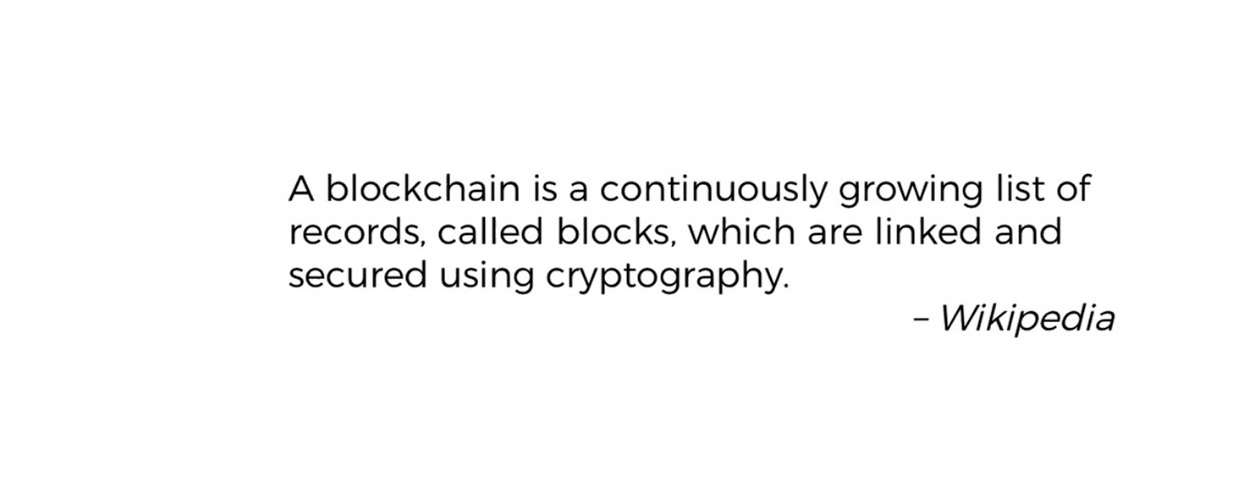 A blockchain is a continuously growing list of
records, called blocks, which are linked and
secured using cryptography.
– Wikipedia